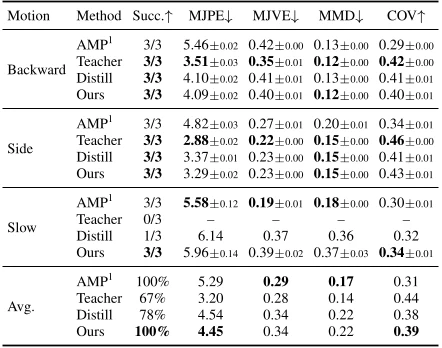 Motion Method Succ.↑ MJPE↓ MJVE↓ MMD↓ COV↑
Backward
AMP¹ 3/3 5.46±0.02 0.42±0.00 0.13±0.00 0.29±0.00
Teacher 3/3 3.51±0.03 0.35±0.01 0.12±0.00 0.42±0.00
Distill 3/3 4.10±0.02 0.41±0.01 0.13±0.00 0.41±0.01
Ours 3/3 4.09±0.02 0.40±0.01 0.12±0.00 0.40±0.01
Side
AMP¹ 3/3 4.82±0.03 0.27±0.01 0.20±0.01 0.34±0.01
Teacher 3/3 2.88±0.02 0.22±0.00 0.15±0.00 0.46±0.00
Distill 3/3 3.37±0.01 0.23±0.00 0.15±0.00 0.41±0.01
Ours 3/3 3.29±0.02 0.23±0.00 0.15±0.00 0.43±0.01
Slow
AMP¹ 3/3 5.58±0.12 0.19±0.01 0.18±0.00 0.30±0.01
Teacher 0/3 – – – –
Distill 1/3 6.14 0.37 0.36 0.32
Ours 3/3 5.96±0.14 0.39±0.02 0.37±0.03 0.34±0.01
Avg.
AMP¹ 100% 5.29 0.29 0.17 0.31
Teacher 67% 3.20 0.28 0.14 0.44
Distill 78% 4.54 0.34 0.22 0.38
Ours 100% 4.45 0.34 0.22 0.39